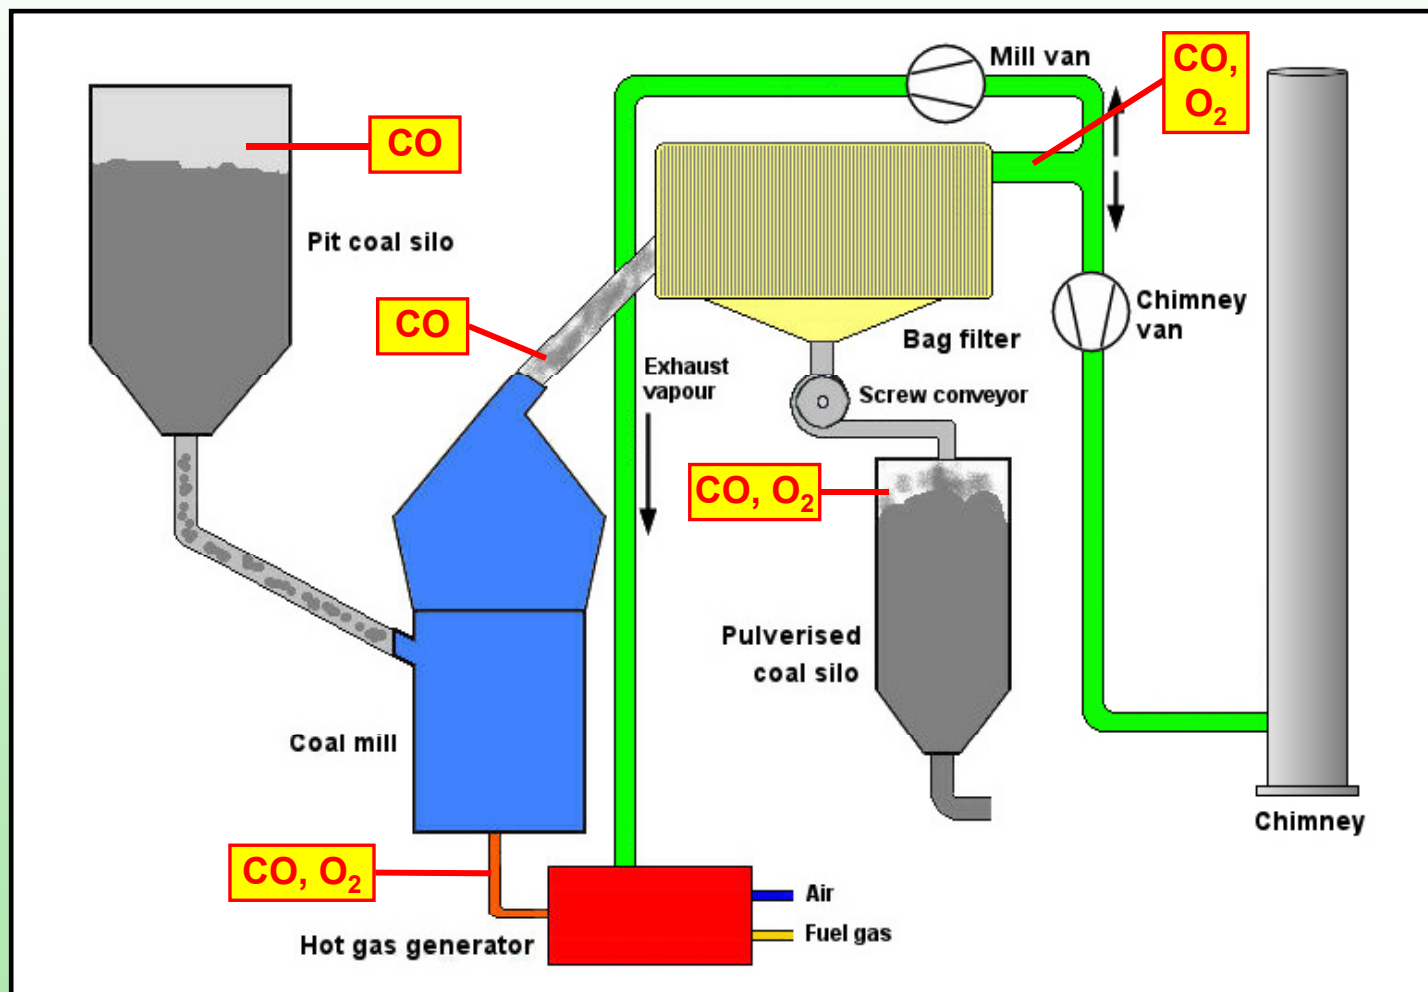 Mill van
CO,
O₂
CO
Pit coal silo
CO
Chimney
van
Bag filter
Exhaust
vapour
Screw conveyor
CO, O₂
Pulverised
coal silo
Coal mill
Chimney
CO, O₂
Air
Fuel gas
Hot gas generator